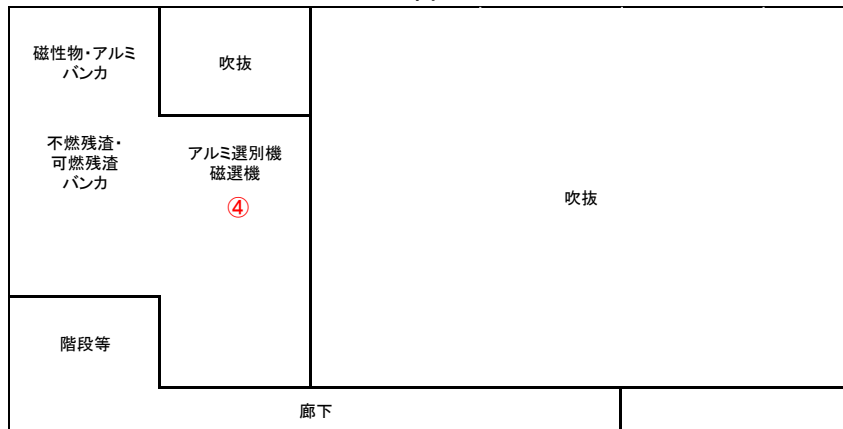 磁性物・アルミ
バンカ
吹抜
不燃残渣・
可燃残渣
バンカ
アルミ選別機
磁選機
④
吹抜
階段等
廊下